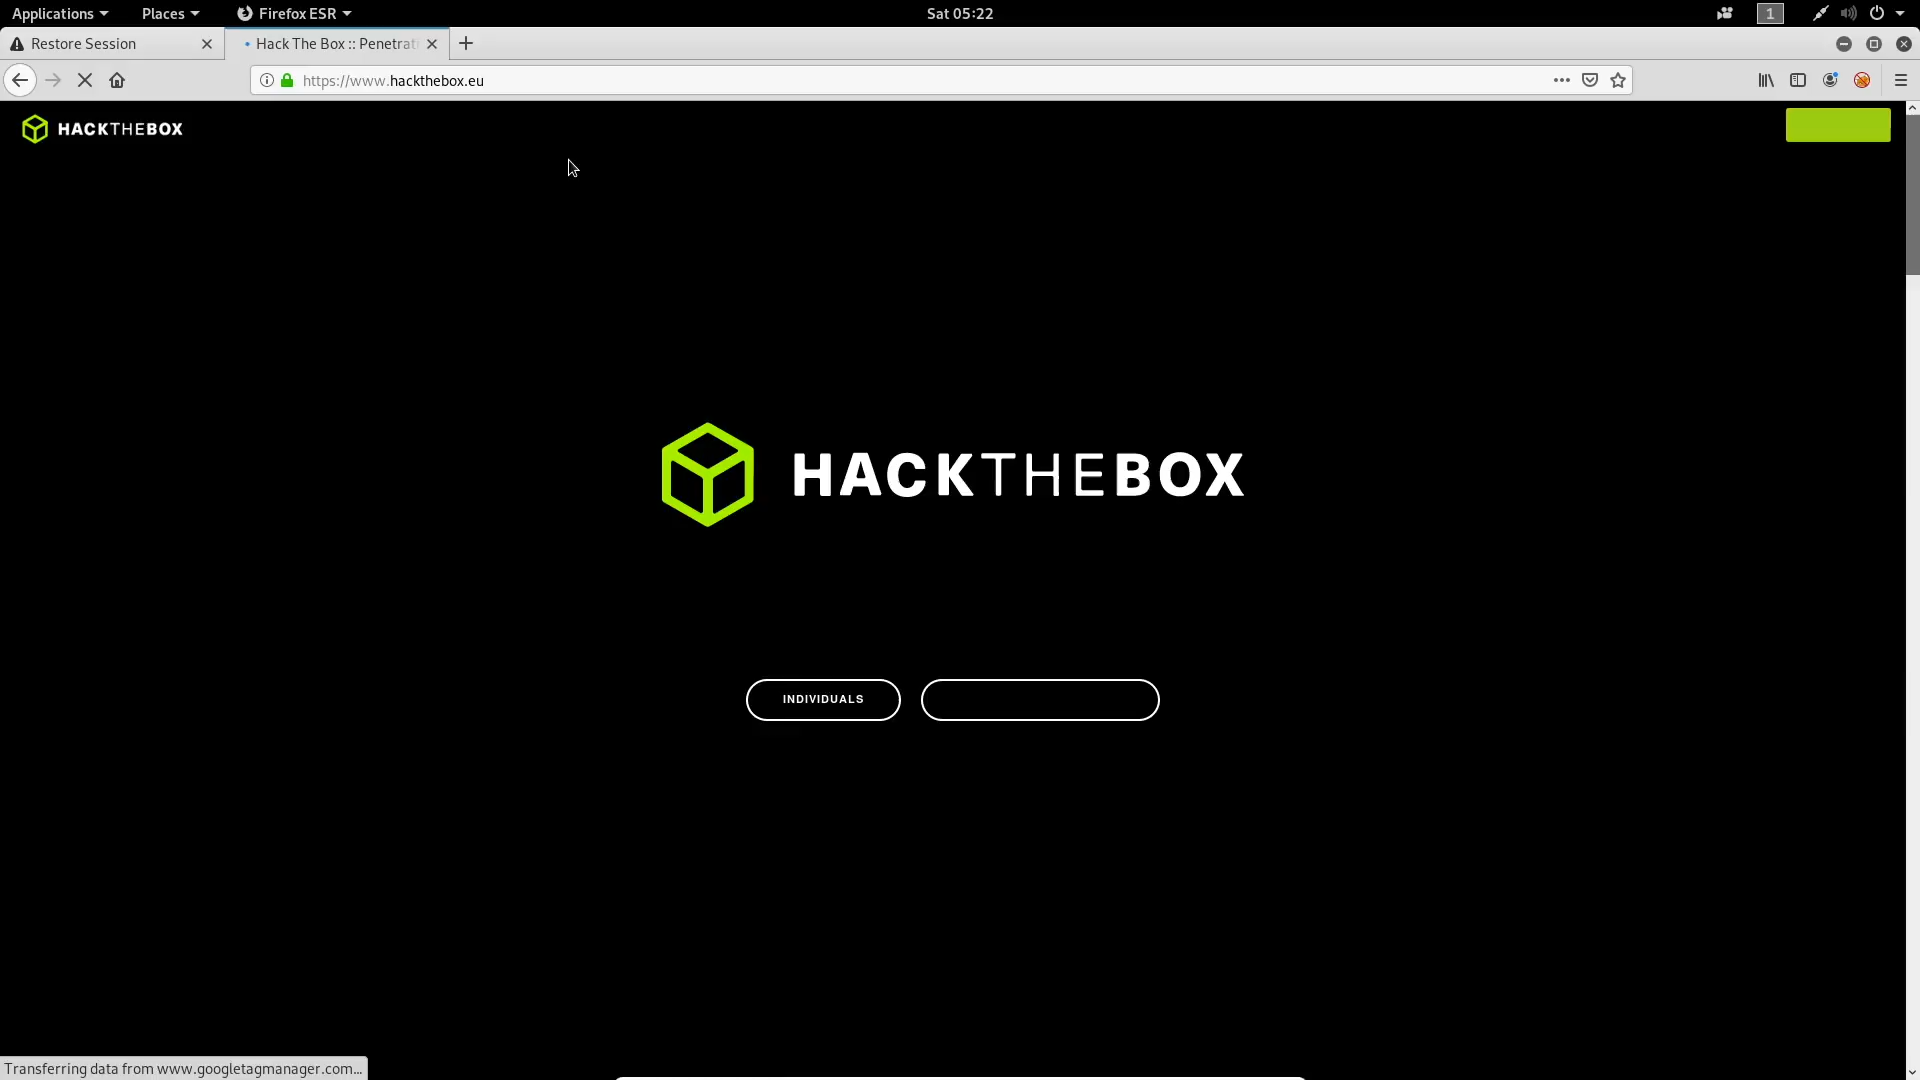 Applications Places Firefox ESR Sat 05:22 1
Restore Session Hack The Box :: Penetrati
https://www.hackthebox.eu
HACKTHEBOX
HACKTHEBOX
INDIVIDUALS
Transferring data from www.googletagmanager.com...